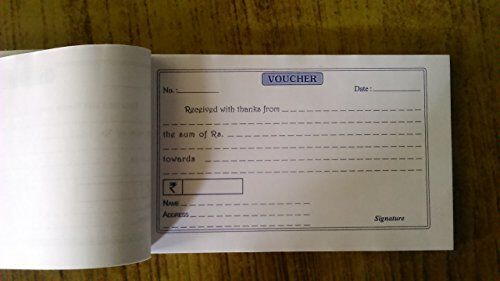 VOUCHER
No. : Date :
Received with thanks from
the sum of Rs.
towards
₹
NAME
ADDRESS
Signature